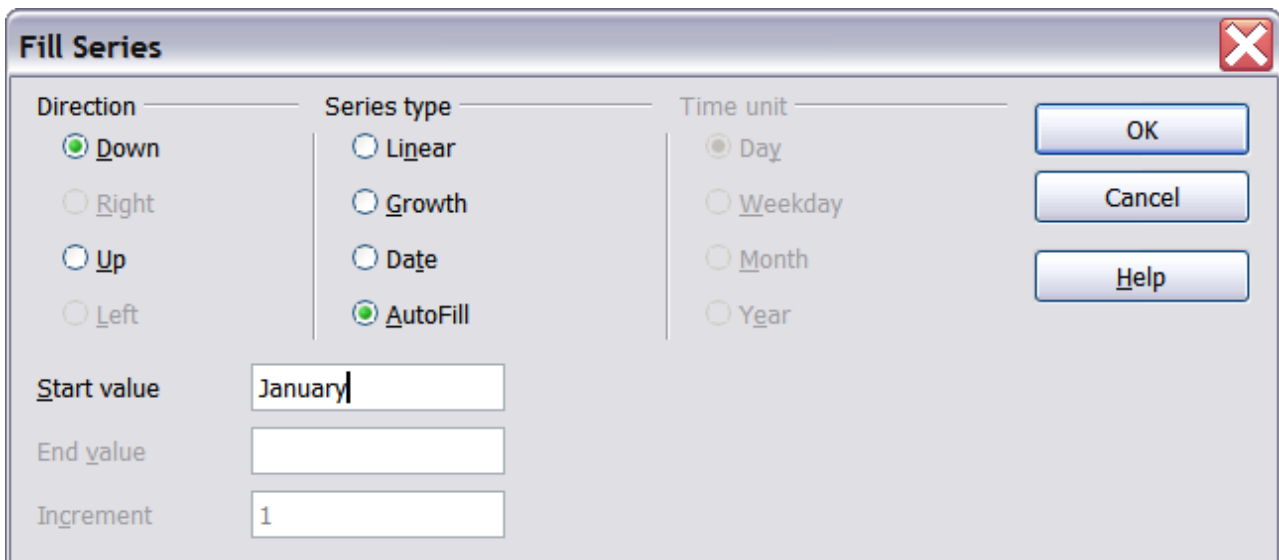 Fill Series
Direction Series type Time unit
Down Linear Day OK
Right Growth Weekday Cancel
Up Date Month Help
Left AutoFill Year
Start value January
End value
Increment 1